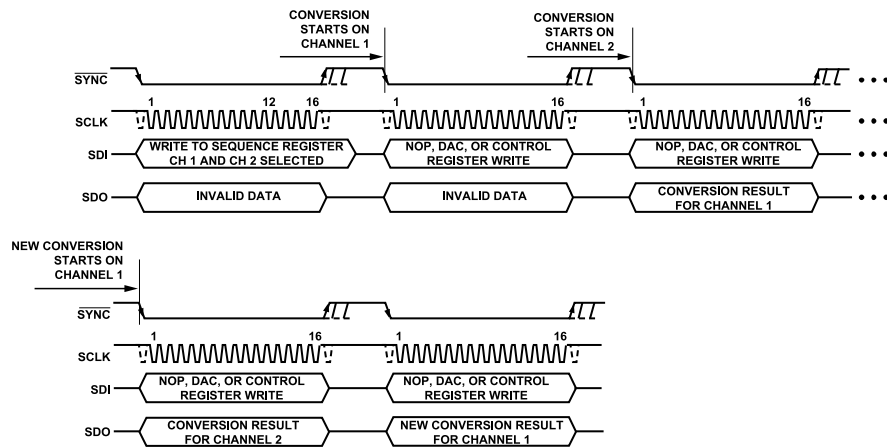 CONVERSION
STARTS ON
CHANNEL 1
CONVERSION
STARTS ON
CHANNEL 2
SYNC
1 12 16 1 16 1 16
SCLK
SDI
WRITE TO SEQUENCE REGISTER
CH 1 AND CH 2 SELECTED
NOP, DAC, OR CONTROL
REGISTER WRITE
NOP, DAC, OR CONTROL
REGISTER WRITE
SDO
INVALID DATA
INVALID DATA
CONVERSION RESULT
FOR CHANNEL 1
NEW CONVERSION
STARTS ON
CHANNEL 1
SYNC
1 16 1 16
SCLK
SDI
NOP, DAC, OR CONTROL
REGISTER WRITE
NOP, DAC, OR CONTROL
REGISTER WRITE
SDO
CONVERSION RESULT
FOR CHANNEL 2
NEW CONVERSION RESULT
FOR CHANNEL 1